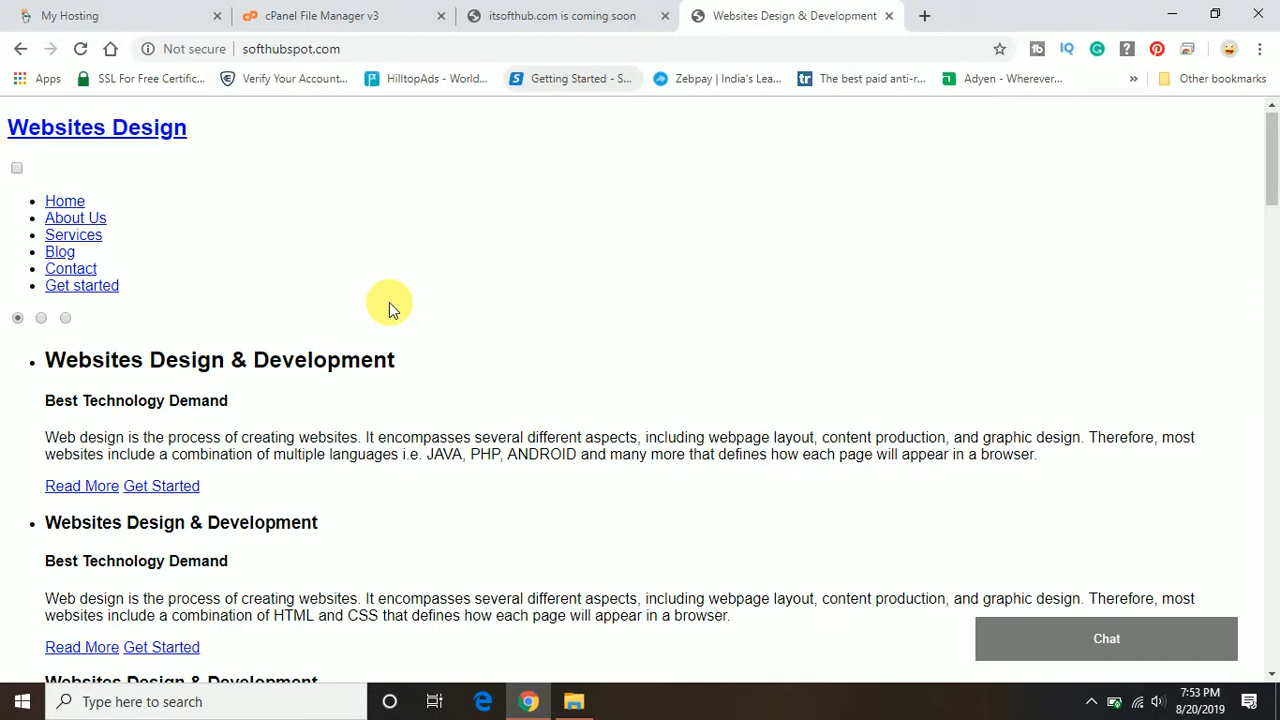 My Hosting
cPanel File Manager v3
itsofthub.com is coming soon
Websites Design & Development
Not secure
softhubspot.com
Apps
SSL For Free Certific...
Verify Your Account...
HilltopAds - World...
Getting Started - S...
Zebpay | India's Lea...
The best paid anti-r...
Adyen - Wherever...
Other bookmarks
Websites Design
Home
About Us
Services
Blog
Contact
Get started
Websites Design & Development
Best Technology Demand
Web design is the process of creating websites. It encompasses several different aspects, including webpage layout, content production, and graphic design. Therefore, most
websites include a combination of multiple languages i.e. JAVA, PHP, ANDROID and many more that defines how each page will appear in a browser.
Read More Get Started
Websites Design & Development
Best Technology Demand
Web design is the process of creating websites. It encompasses several different aspects, including webpage layout, content production, and graphic design. Therefore, most
websites include a combination of HTML and CSS that defines how each page will appear in a browser.
Read More Get Started
Websites Design & Development
Chat
Type here to search
7:53 PM
8/20/2019